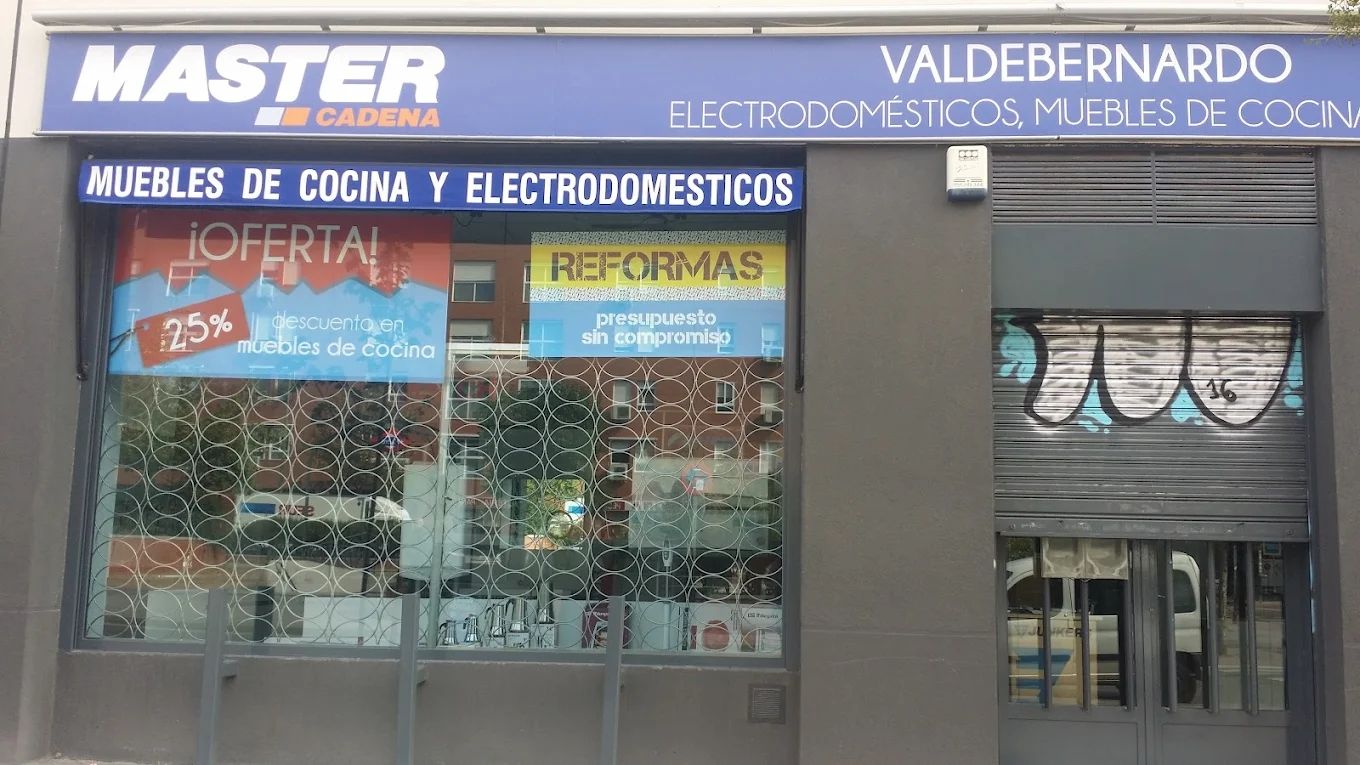 MASTER
CADENA
VALDEBERNARDO
ELECTRODOMÉSTICOS, MUEBLES DE COCINA
MUEBLES DE COCINA Y ELECTRODOMESTICOS
¡OFERTA!
25%
descuento en
muebles de cocina
REFORMAS
presupuesto
sin compromiso
16
JUNKERS